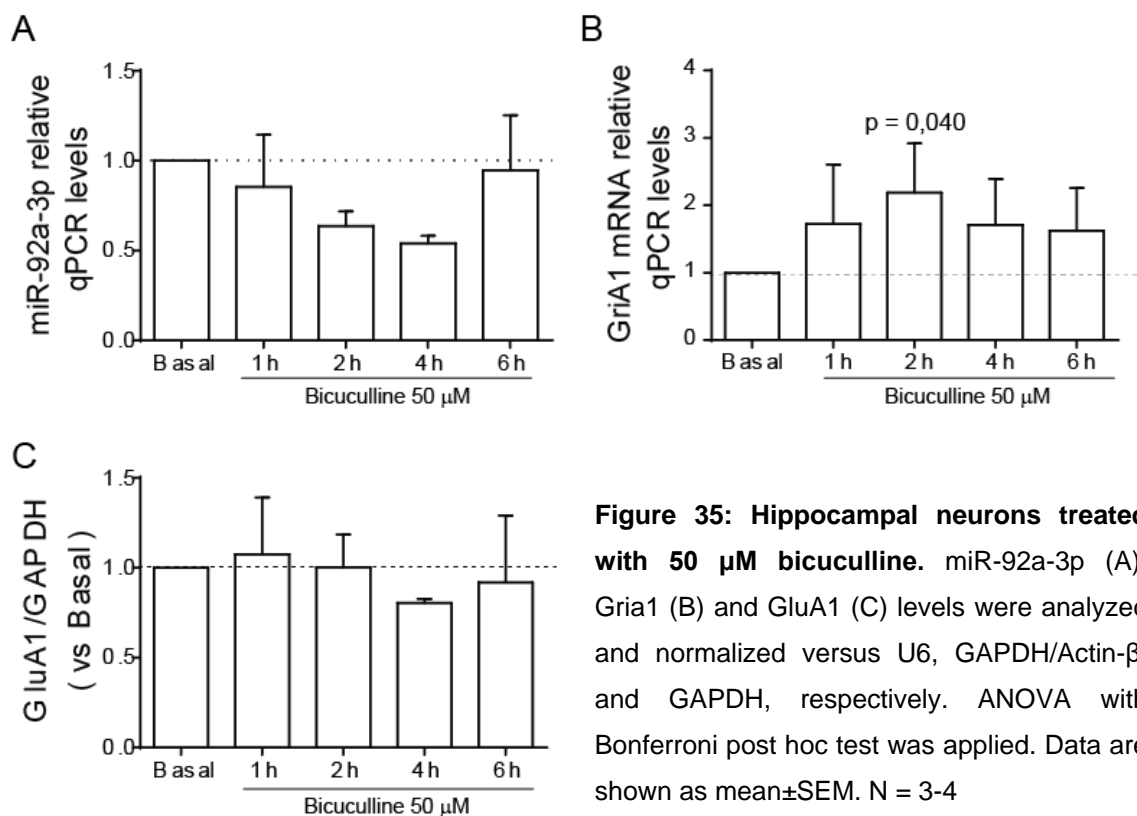 A
miR-92a-3p relative
qPCR levels
1.5
1.0
0.5
0.0
Basal 1h 2h 4h 6h
Bicuculline 50 μM
B
GriA1 mRNA relative
qPCR levels
4
3
2
1
0
p = 0,040
Basal 1h 2h 4h 6h
Bicuculline 50 μM
C
GluA1/GAPDH
( vs Basal)
1.5
1.0
0.5
0.0
Basal 1h 2h 4h 6h
Bicuculline 50 μM
Figure 35: Hippocampal neurons treated
with 50 μM bicuculline. miR-92a-3p (A)
Gria1 (B) and GluA1 (C) levels were analyzed
and normalized versus U6, GAPDH/Actin-β
and GAPDH, respectively. ANOVA with
Bonferroni post hoc test was applied. Data are
shown as mean±SEM. N = 3-4